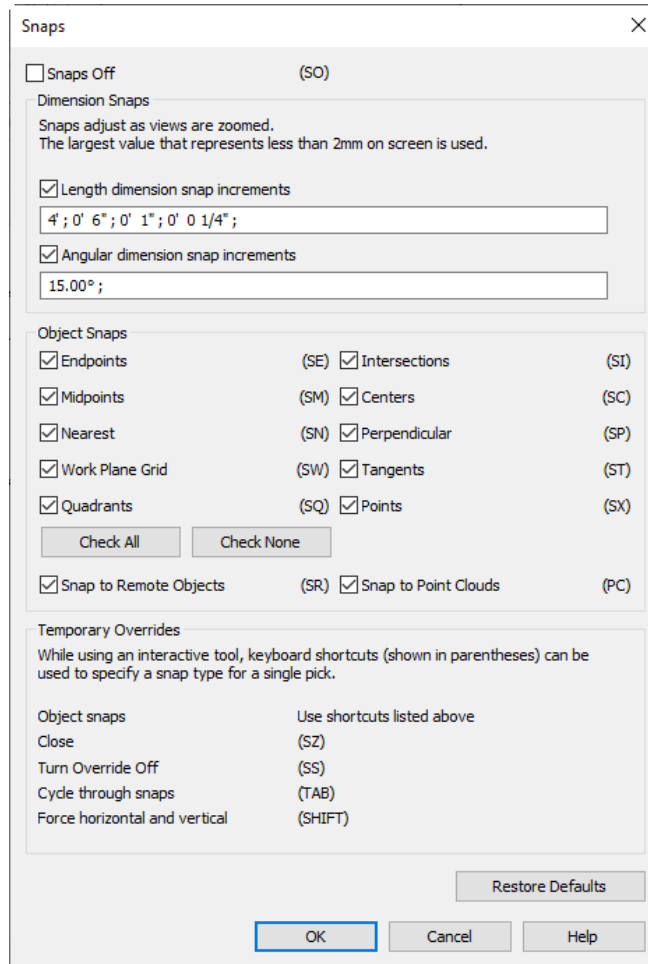 Snaps
Snaps Off (SO)
Dimension Snaps
Snaps adjust as views are zoomed.
The largest value that represents less than 2mm on screen is used.
Length dimension snap increments
4' ; 0'  6" ; 0'  1" ; 0'  0 1/4" ;
Angular dimension snap increments
15.00° ;
Object Snaps
Endpoints (SE) Intersections (SI)
Midpoints (SM) Centers (SC)
Nearest (SN) Perpendicular (SP)
Work Plane Grid (SW) Tangents (ST)
Quadrants (SQ) Points (SX)
Check All Check None
Snap to Remote Objects (SR) Snap to Point Clouds (PC)
Temporary Overrides
While using an interactive tool, keyboard shortcuts (shown in parentheses) can be
used to specify a snap type for a single pick.
Object snaps Use shortcuts listed above
Close (SZ)
Turn Override Off (SS)
Cycle through snaps (TAB)
Force horizontal and vertical (SHIFT)
Restore Defaults
OK Cancel Help